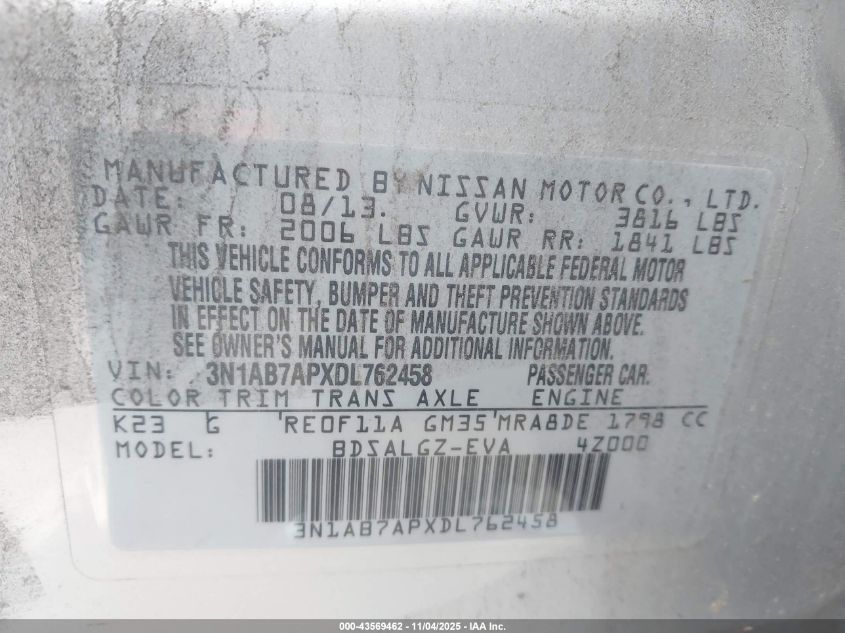 MANUFACTURED BY NISSAN MOTOR CO., LTD.
DATE: 08/13. GVWR: 3816 LBS
GAWR FR: 2006 LBS GAWR RR: 1841 LBS
THIS VEHICLE CONFORMS TO ALL APPLICABLE FEDERAL MOTOR
VEHICLE SAFETY, BUMPER AND THEFT PREVENTION STANDARDS
IN EFFECT ON THE DATE OF MANUFACTURE SHOWN ABOVE.
SEE OWNER'S MANUAL FOR ADDITIONAL INFORMATION.
VIN: 3N1AB7APXDL762458 PASSENGER CAR.
COLOR TRIM TRANS AXLE ENGINE
K23 G RE0F11A GM35 MRA8DE 1798 CC
MODEL: BDSALGZ-EVA 4Z000
3N1AB7APXDL762458
000-43569462 - 11/04/2025 - IAA Inc.